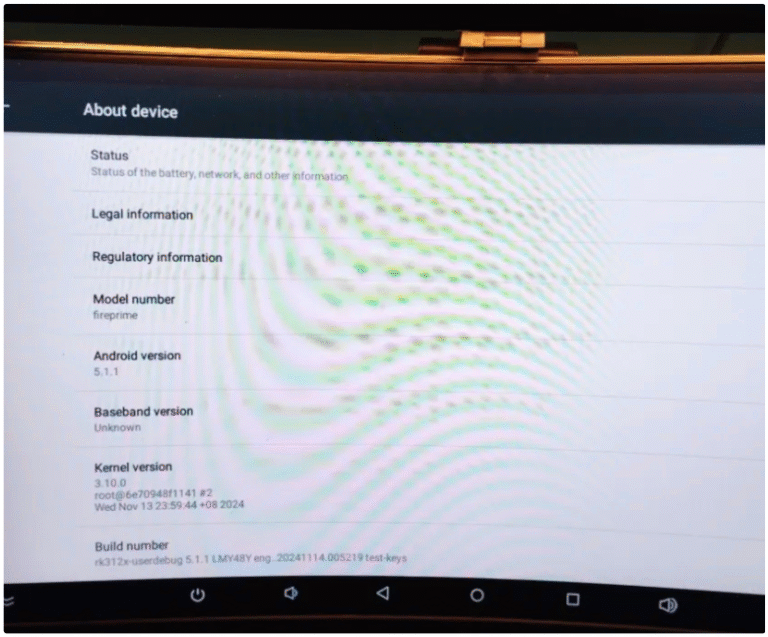 About device
Status
Status of the battery, network, and other information
Legal information
Regulatory information
Model number
fireprime
Android version
5.1.1
Baseband version
Unknown
Kernel version
3.10.0
root@6e70948f1141 #2
Wed Nov 13 23:59:44 +08 2024
Build number
rk312x-userdebug 5.1.1 LMY48Y eng..20241114.005219 test-keys